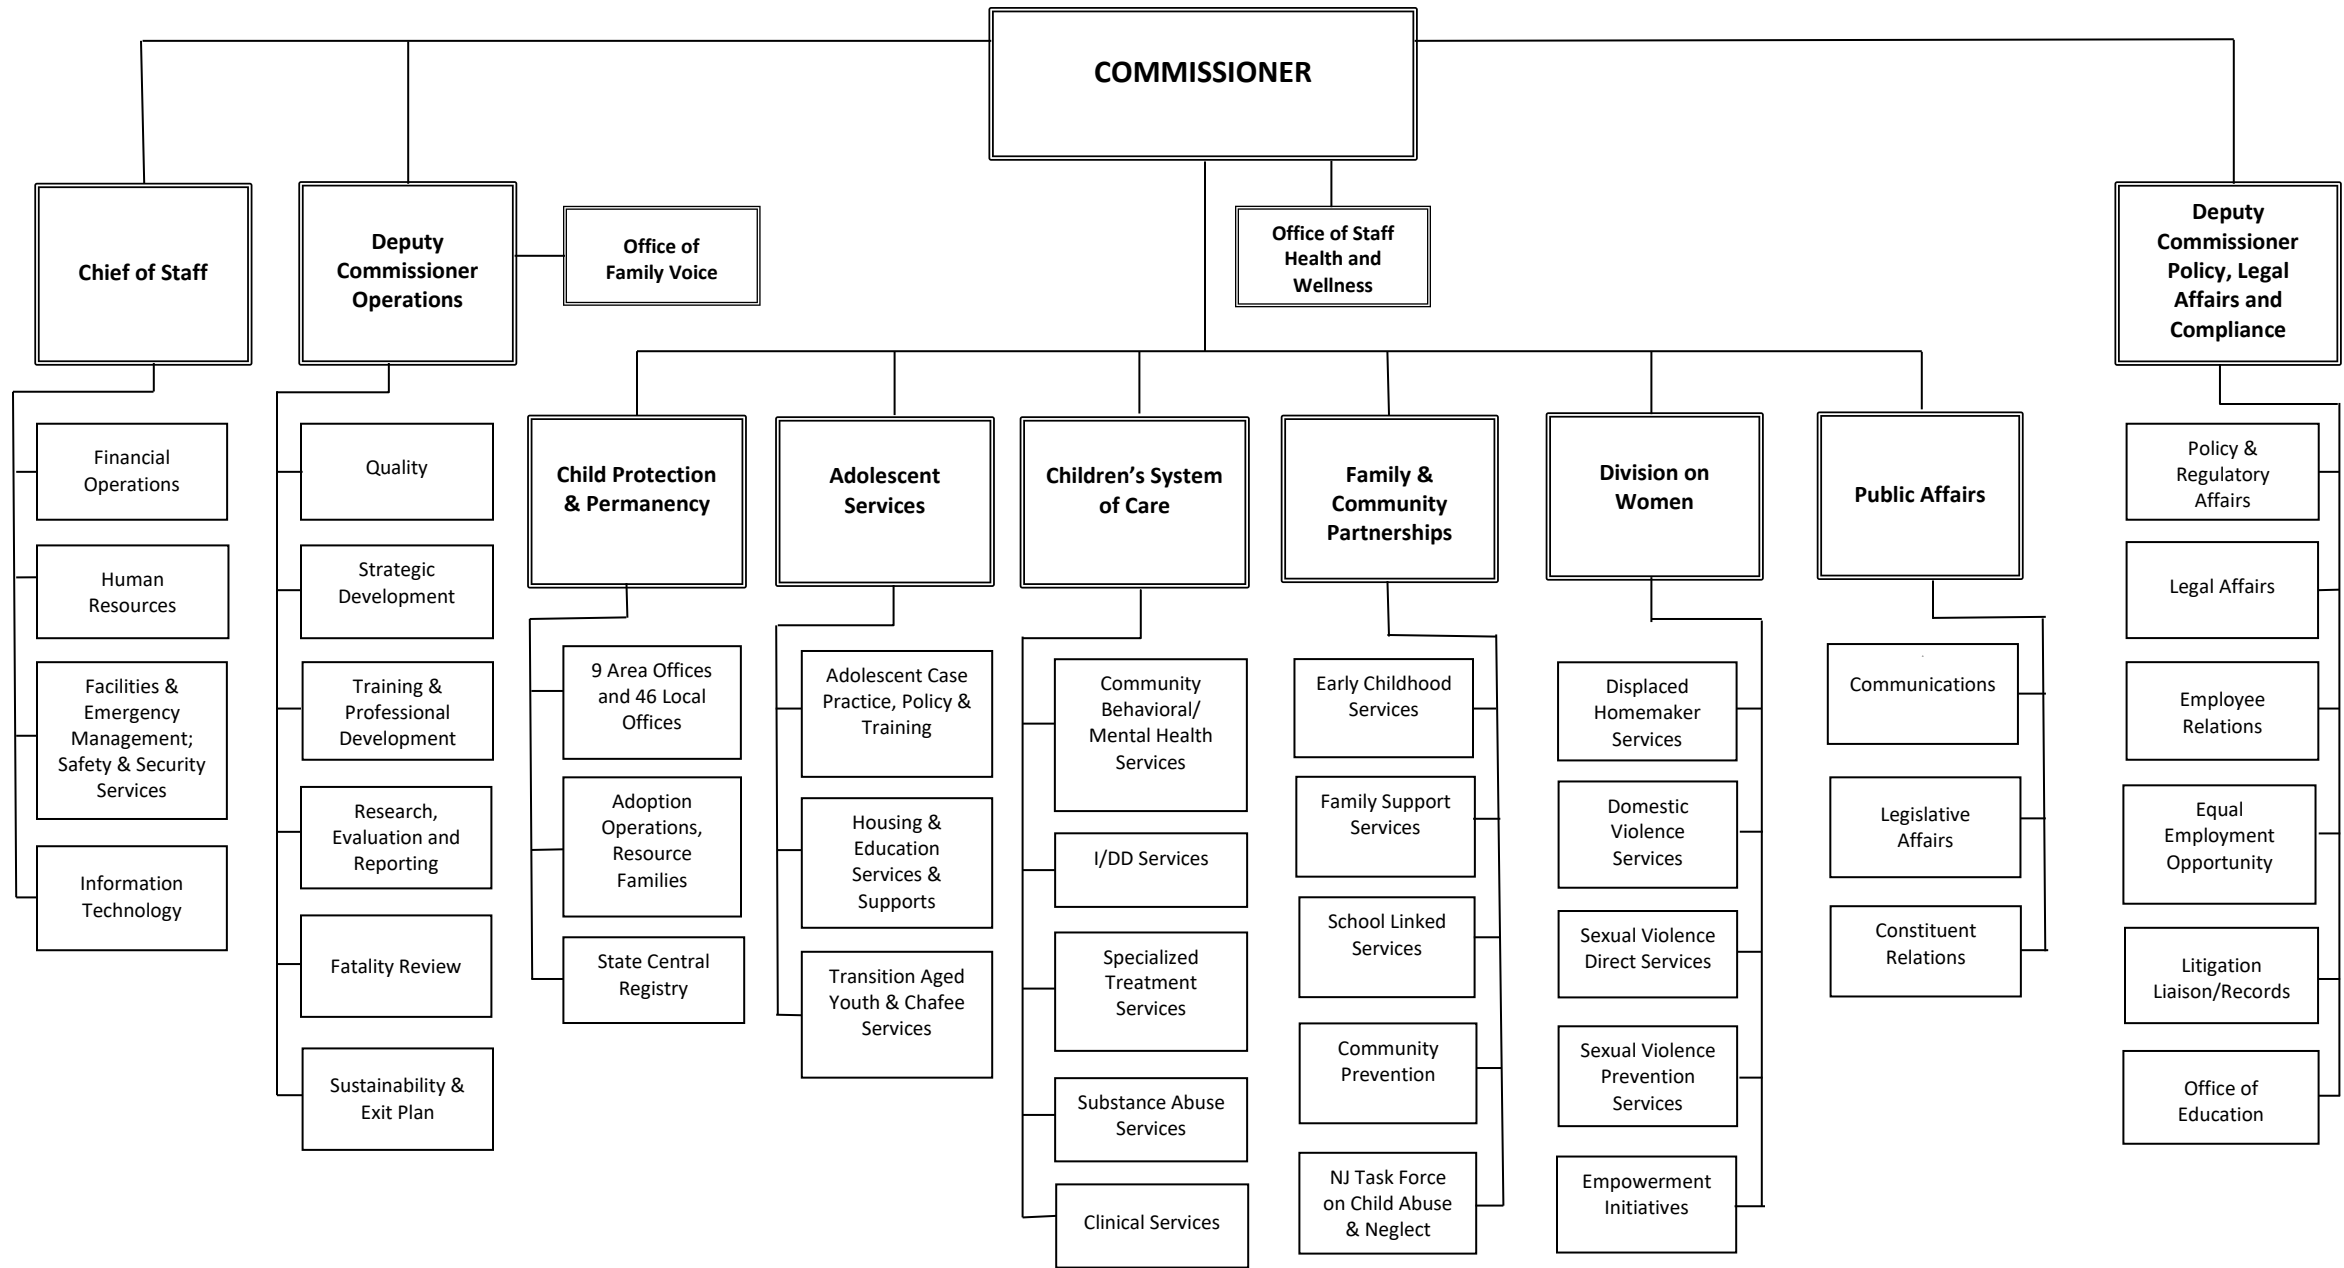 COMMISSIONER
Chief of Staff
Deputy
Commissioner
Operations
Office of
Family Voice
Office of Staff
Health and
Wellness
Deputy
Commissioner
Policy, Legal
Affairs and
Compliance
Financial
Operations
Human
Resources
Facilities &
Emergency
Management;
Safety & Security
Services
Information
Technology
Quality
Strategic
Development
Training &
Professional
Development
Research,
Evaluation and
Reporting
Fatality Review
Sustainability &
Exit Plan
Child Protection
& Permanency
9 Area Offices
and 46 Local
Offices
Adoption
Operations,
Resource
Families
State Central
Registry
Adolescent
Services
Adolescent Case
Practice, Policy &
Training
Housing &
Education
Services &
Supports
Transition Aged
Youth & Chafee
Services
Children’s System
of Care
Community
Behavioral/
Mental Health
Services
I/DD Services
Specialized
Treatment
Services
Substance Abuse
Services
Clinical Services
Family &
Community
Partnerships
Early Childhood
Services
Family Support
Services
School Linked
Services
Community
Prevention
NJ Task Force
on Child Abuse
& Neglect
Division on
Women
Displaced
Homemaker
Services
Domestic
Violence
Services
Sexual Violence
Direct Services
Sexual Violence
Prevention
Services
Empowerment
Initiatives
Public Affairs
Communications
Legislative
Affairs
Constituent
Relations
Policy &
Regulatory
Affairs
Legal Affairs
Employee
Relations
Equal
Employment
Opportunity
Litigation
Liaison/Records
Office of
Education